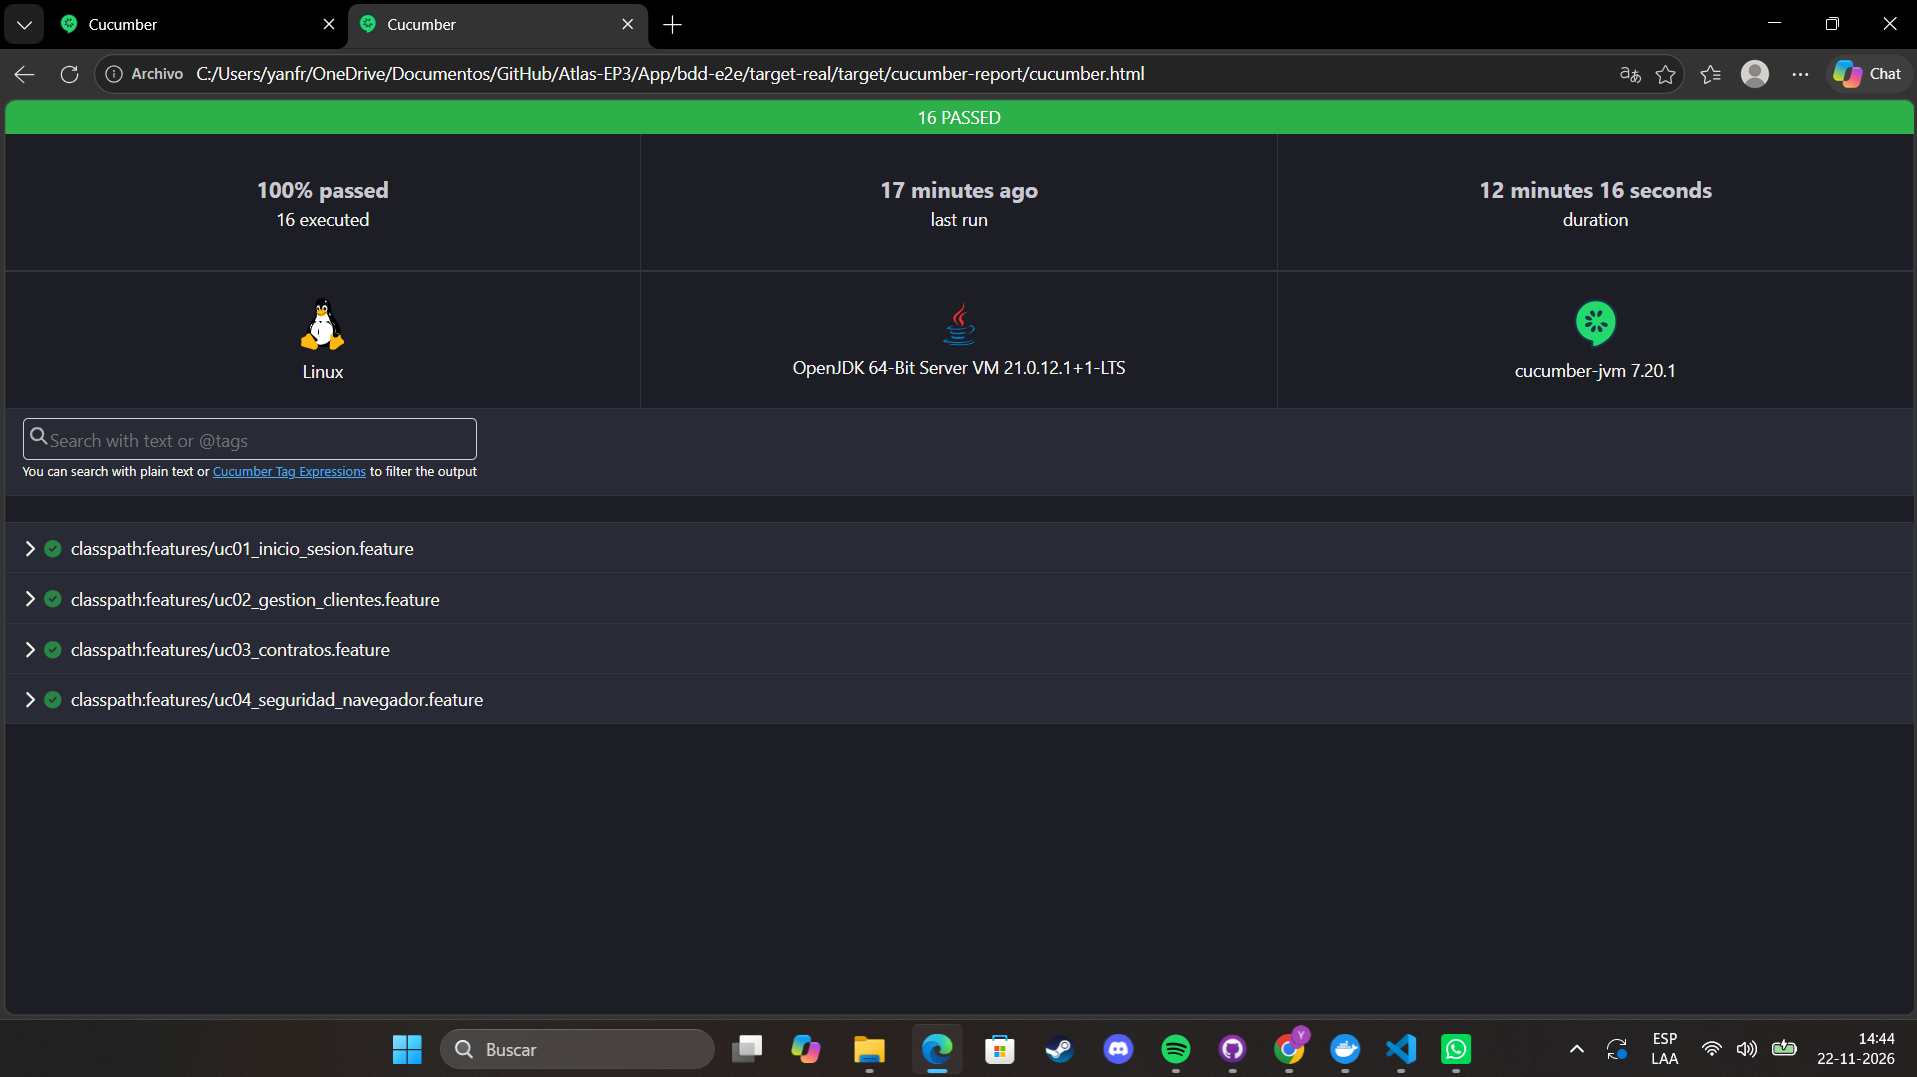 Cucumber
Cucumber
Archivo C:/Users/yanfr/OneDrive/Documentos/GitHub/Atlas-EP3/App/bdd-e2e/target-real/target/cucumber-report/cucumber.html
Chat
16 PASSED
100% passed
16 executed
17 minutes ago
last run
12 minutes 16 seconds
duration
Linux
OpenJDK 64-Bit Server VM 21.0.12.1+1-LTS
cucumber-jvm 7.20.1
Search with text or @tags
You can search with plain text or Cucumber Tag Expressions to filter the output
classpath:features/uc01_inicio_sesion.feature
classpath:features/uc02_gestion_clientes.feature
classpath:features/uc03_contratos.feature
classpath:features/uc04_seguridad_navegador.feature
Buscar
Y
ESP
LAA
14:44
22-11-2026